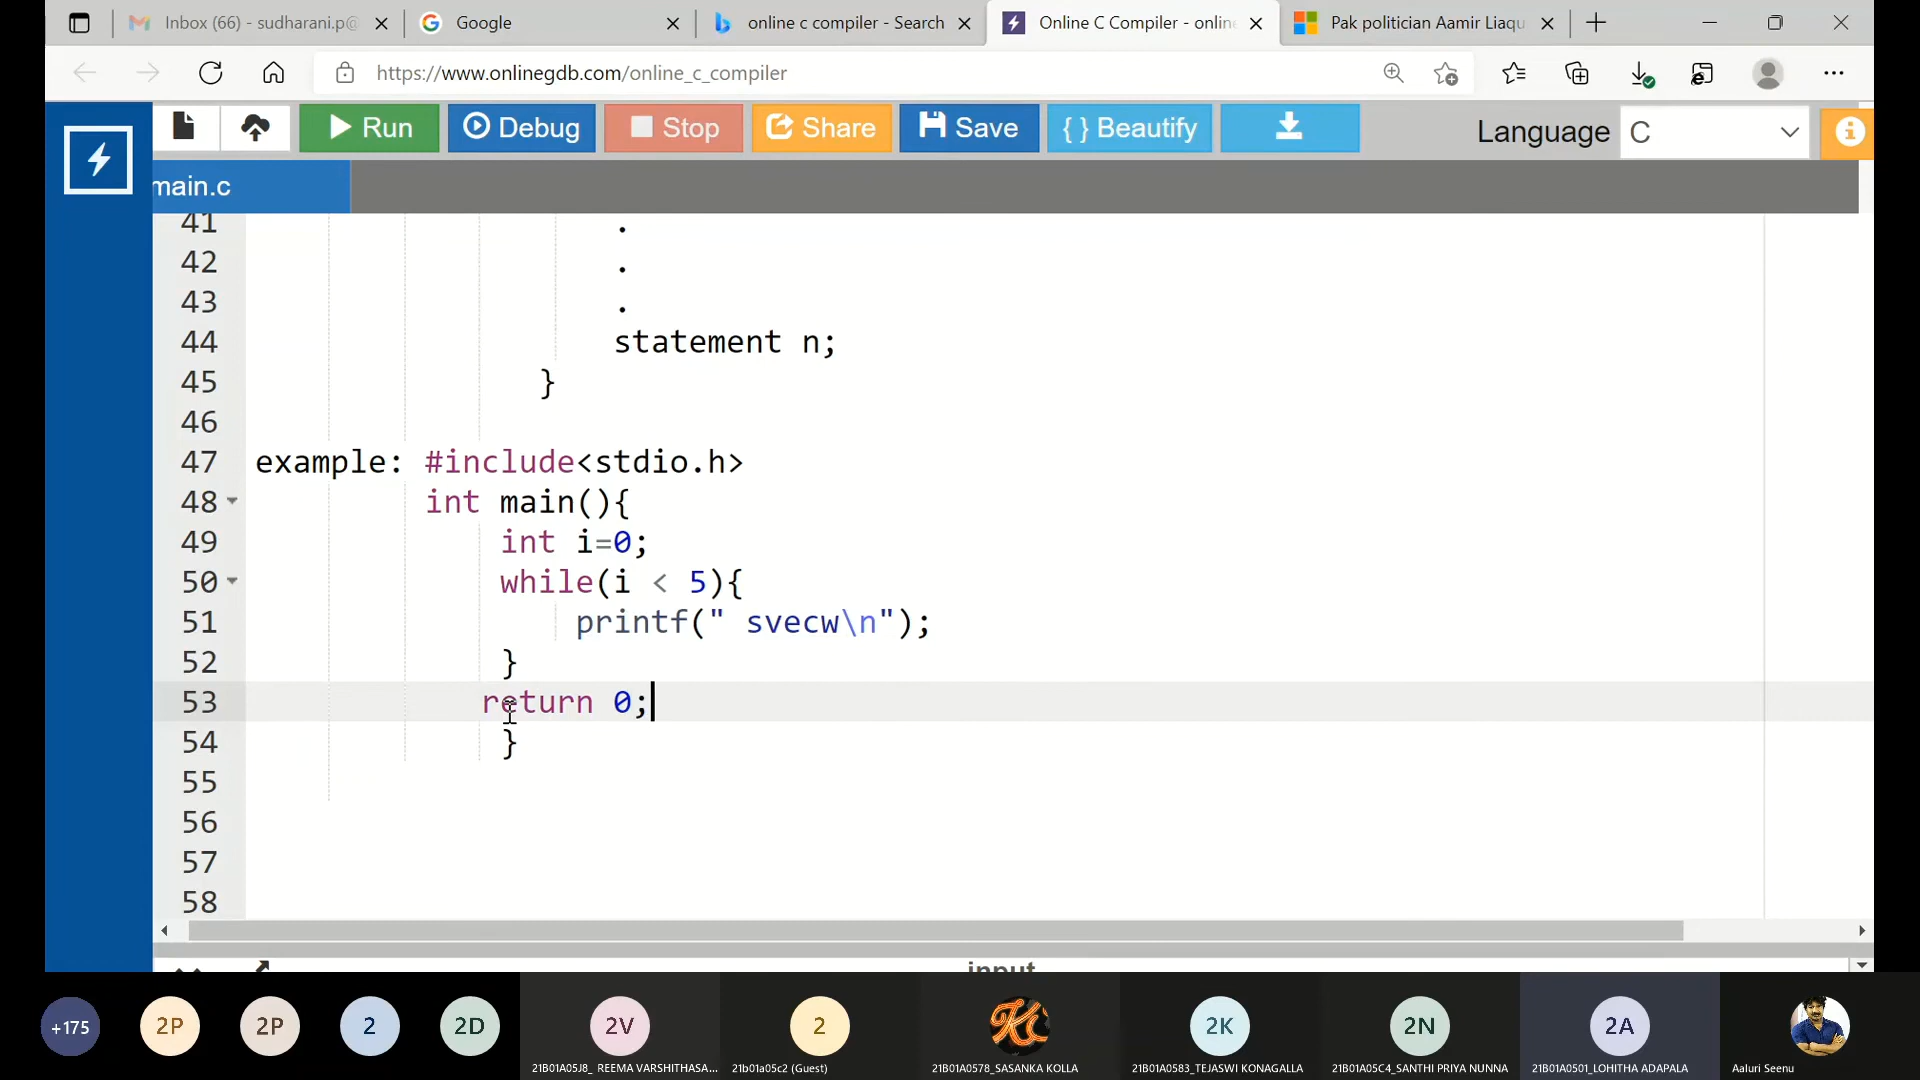 Inbox (66) - sudharani.p@
Google
online c compiler - Search
Online C Compiler - onlin
Pak politician Aamir Liaqu
https://www.onlinegdb.com/online_c_compiler
Run
Debug
Stop
Share
Save
{ } Beautify
Language
C
main.c
41 .
42 .
43 .
44 statement n;
45 }
46
47 example: #include<stdio.h>
48 int main(){
49 int i=0;
50 while(i < 5){
51 printf(" svecw\n");
52 }
53 return 0;
54 }
55
56
57
58
input
+175
2P
2P
2
2D
2V
2
2K
2N
2A
21B01A05J8_ REEMA VARSHITHASA...
21b01a05c2 (Guest)
21B01A0578_SASANKA KOLLA
21B01A0583_TEJASWI KONAGALLA
21B01A05C4_SANTHI PRIYA NUNNA
21B01A0501_LOHITHA ADAPALA
Aaluri Seenu